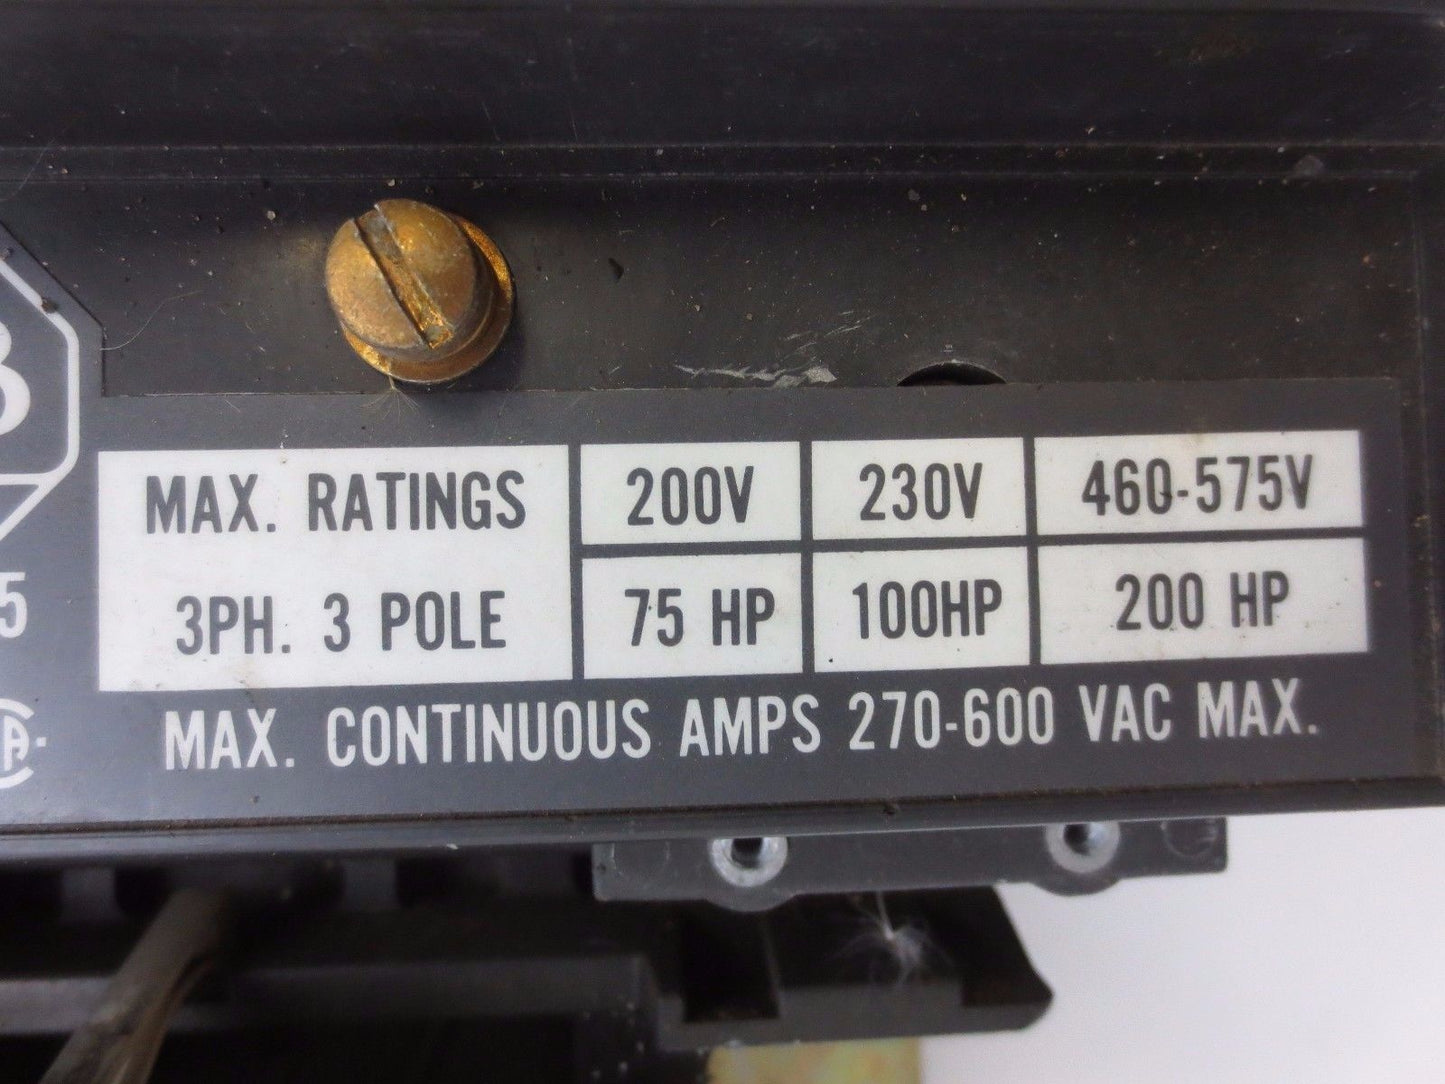 B
MAX. RATINGS 200V 230V 460-575V
5
3PH. 3 POLE 75 HP 100HP 200 HP
MAX. CONTINUOUS AMPS 270-600 VAC MAX.